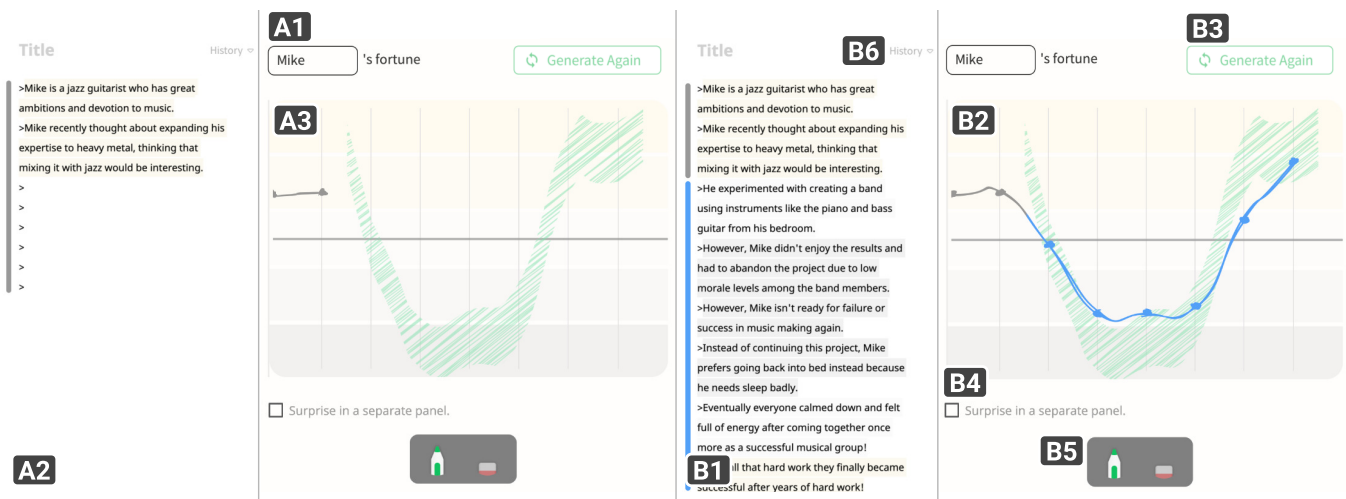 A1
Title
History
Mike 's fortune
Generate Again
>Mike is a jazz guitarist who has great
ambitions and devotion to music.
>Mike recently thought about expanding his
expertise to heavy metal, thinking that
mixing it with jazz would be interesting.
>
>
>
>
>
>
A3
Surprise in a separate panel.
A2
Title
B6
History
B3
Mike 's fortune
Generate Again
>Mike is a jazz guitarist who has great
ambitions and devotion to music.
>Mike recently thought about expanding his
expertise to heavy metal, thinking that
mixing it with jazz would be interesting.
>He experimented with creating a band
using instruments like the piano and bass
guitar from his bedroom.
>However, Mike didn't enjoy the results and
had to abandon the project due to low
morale levels among the band members.
>However, Mike isn't ready for failure or
success in music making again.
>Instead of continuing this project, Mike
prefers going back into bed instead because
he needs sleep badly.
>Eventually everyone calmed down and felt
full of energy after coming together once
more as a successful musical group!
B1
that hard work they finally became
successful after years of hard work!
B2
B4
Surprise in a separate panel.
B5